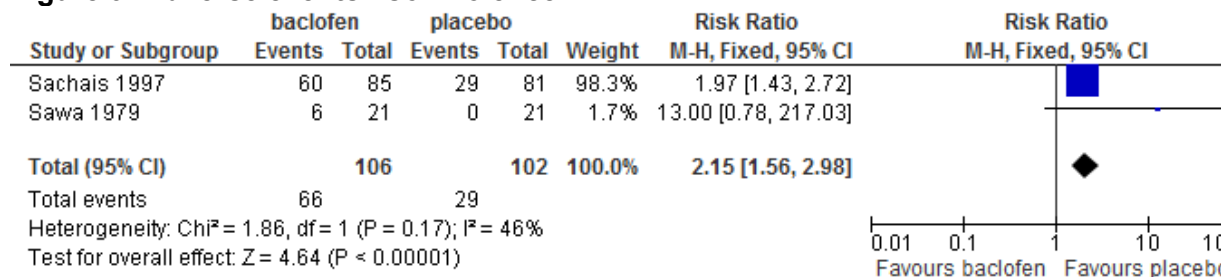 baclofen placebo Risk Ratio Risk Ratio
Study or Subgroup Events Total Events Total Weight M-H, Fixed, 95% CI M-H, Fixed, 95% CI
Sachais 1997 60 85 29 81 98.3% 1.97 [1.43, 2.72]
Sawa 1979 6 21 0 21 1.7% 13.00 [0.78, 217.03]
Total (95% CI) 106 102 100.0% 2.15 [1.56, 2.98]
Total events 66 29
Heterogeneity: Chi² = 1.86, df = 1 (P = 0.17); I² = 46%
Test for overall effect: Z = 4.64 (P < 0.00001)
0.01 0.1 1 10
Favours baclofen Favours placebo